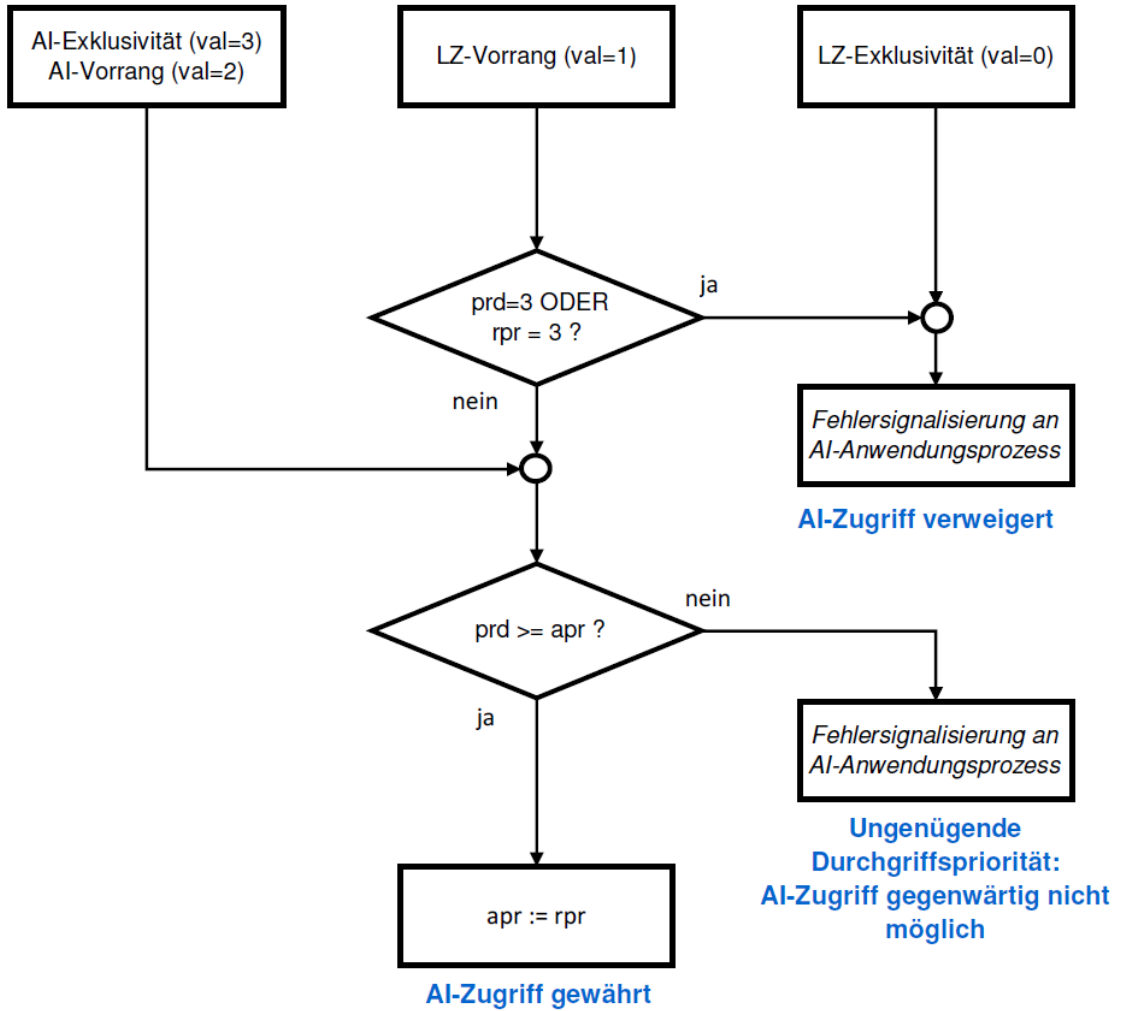 AI-Exklusivität (val=3)
AI-Vorrang (val=2)
LZ-Vorrang (val=1)
LZ-Exklusivität (val=0)
prd=3 ODER
rpr = 3 ?
ja
nein
Fehlersignalisierung an
AI-Anwendungsprozess
AI-Zugriff verweigert
prd >= apr ?
nein
ja
Fehlersignalisierung an
AI-Anwendungsprozess
Ungenügende
Durchgriffspriorität:
AI-Zugriff gegenwärtig nicht
möglich
apr := rpr
AI-Zugriff gewährt